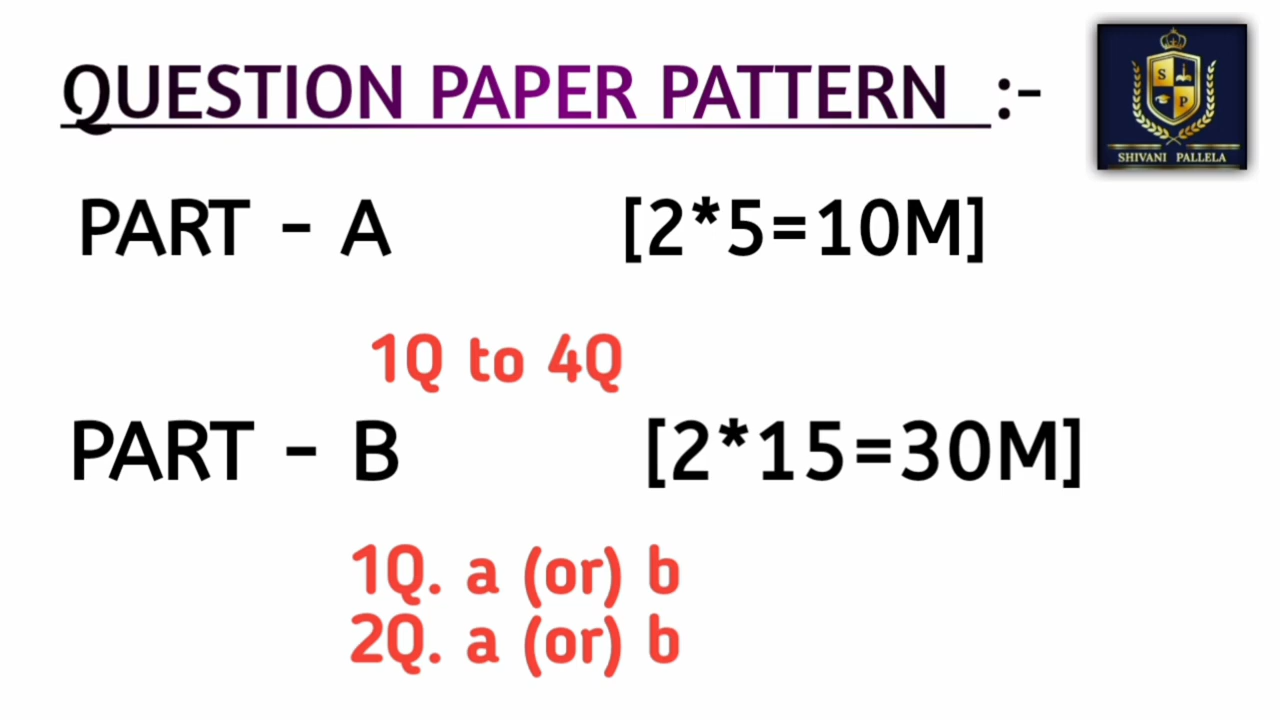 QUESTION PAPER PATTERN :-
S
P
SHIVANI PALLELA
PART - A [2*5=10M]
1Q to 4Q
PART - B [2*15=30M]
1Q. a (or) b
2Q. a (or) b